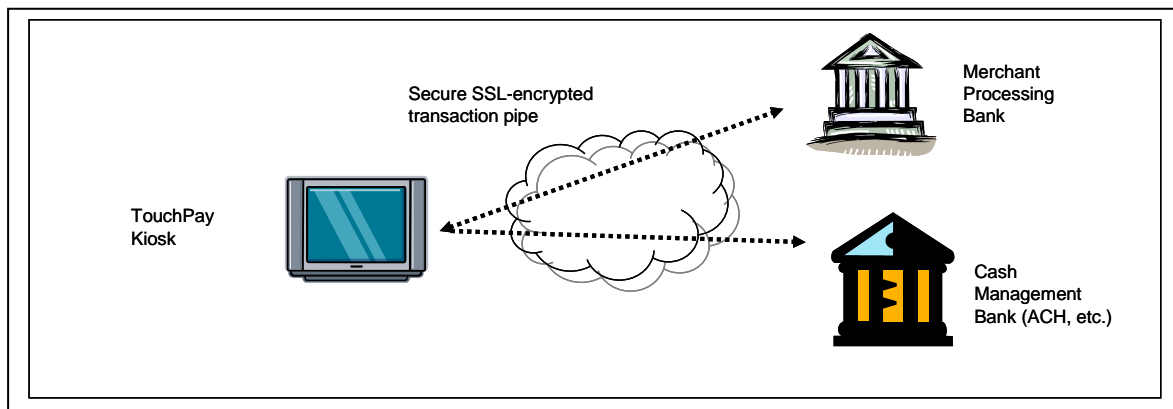 Secure SSL-encrypted
transaction pipe
Merchant
Processing
Bank
TouchPay
Kiosk
Cash
Management
Bank (ACH, etc.)